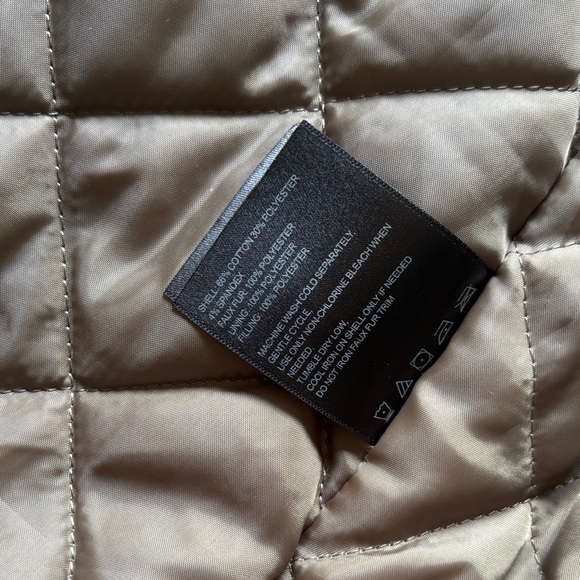 SHELL: 66% COTTON 30% POLYESTER
4% SPANDEX
FAUX FUR: 100% POLYESTER
LINING: 100% POLYESTER
FILLING: 100% POLYESTER
MACHINE WASH COLD SEPARATELY,
GENTLE CYCLE.
USE ONLY NON-CHLORINE BLEACH WHEN
NEEDED.
TUMBLE DRY LOW,
COOL IRON ON SHELL ONLY IF NEEDED
DO NOT IRON FAUX FUR TRIM